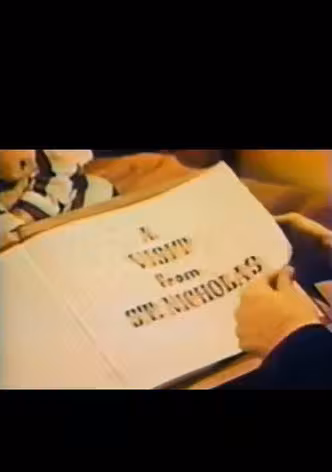 A
VISIT
from
ST. NICHOLAS